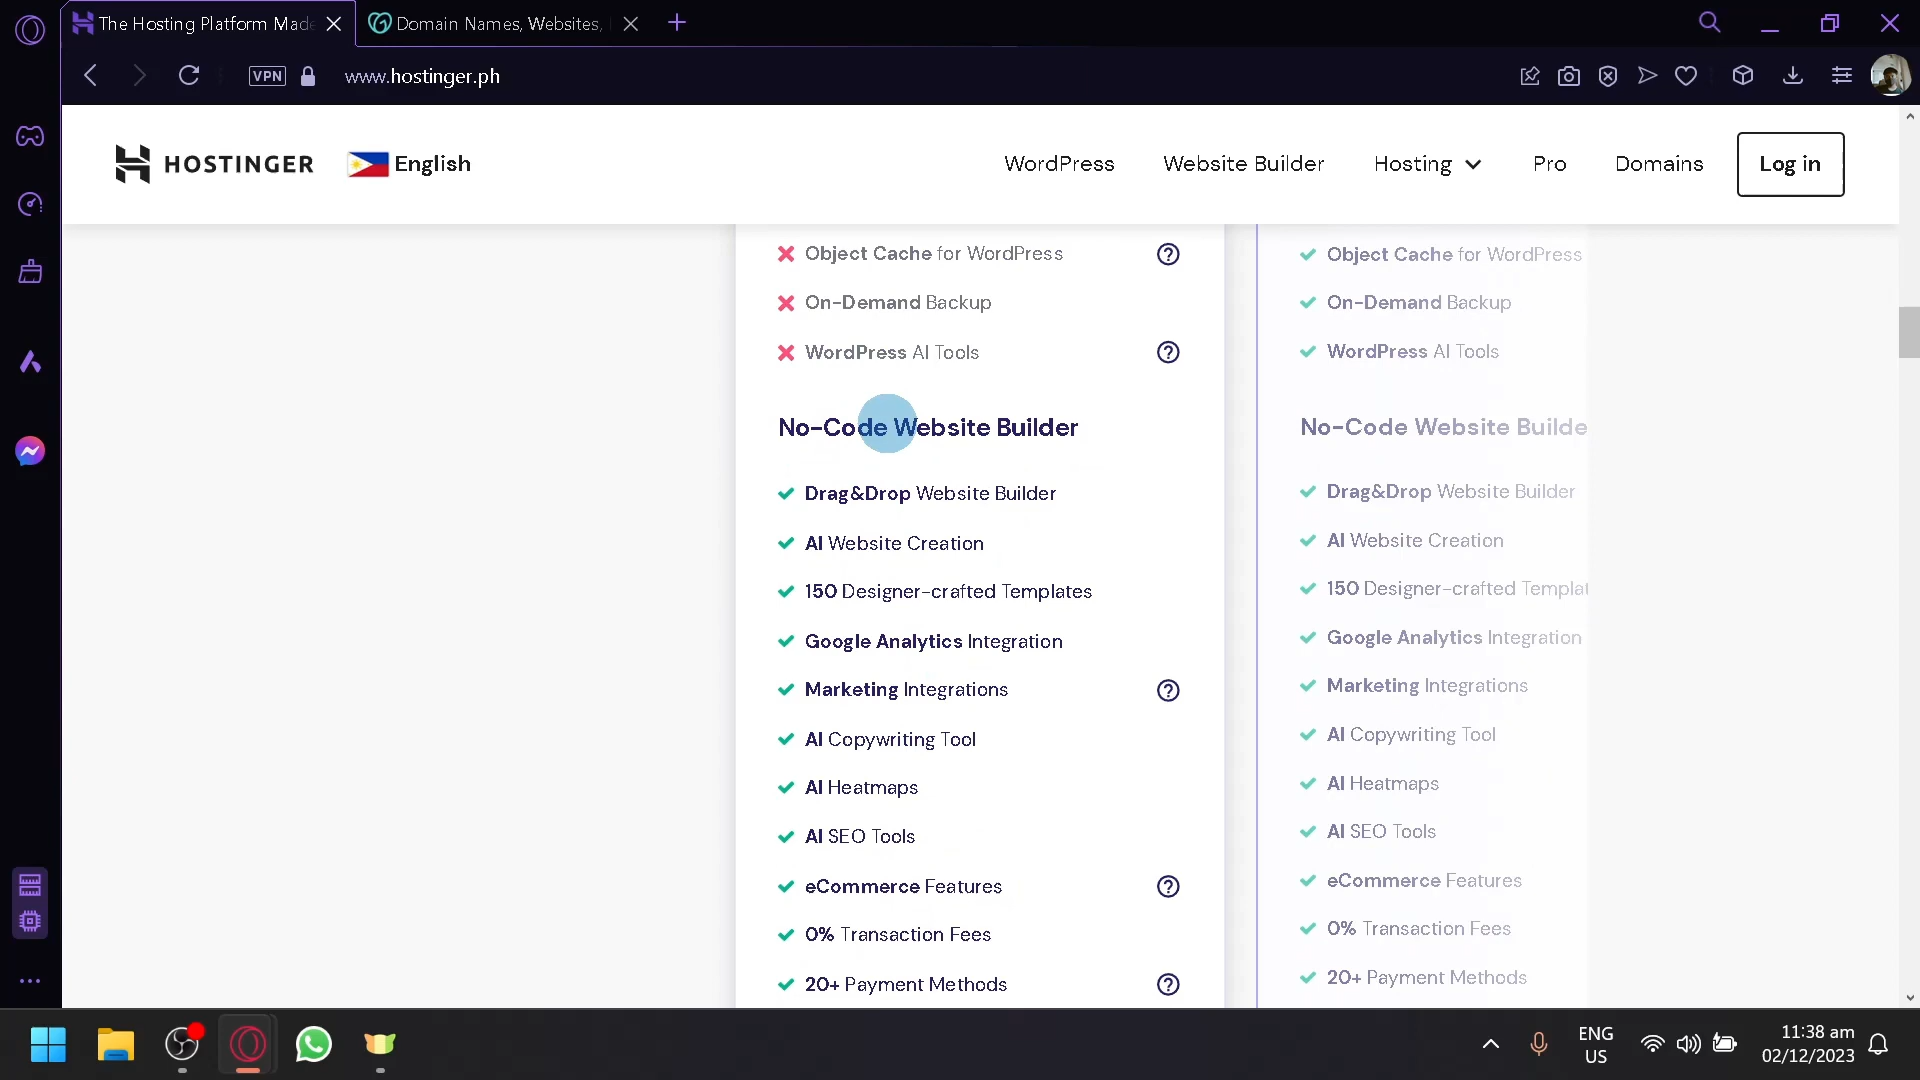 The Hosting Platform Made
Domain Names, Websites,
VPN
www.hostinger.ph
HOSTINGER
English
WordPress
Website Builder
Hosting
Pro
Domains
Log in
Object Cache for WordPress
On-Demand Backup
WordPress AI Tools
No-Code Website Builder
Drag&Drop Website Builder
AI Website Creation
150 Designer-crafted Templates
Google Analytics Integration
Marketing Integrations
AI Copywriting Tool
AI Heatmaps
AI SEO Tools
eCommerce Features
0% Transaction Fees
20+ Payment Methods
Object Cache for WordPress
On-Demand Backup
WordPress AI Tools
No-Code Website Builde
Drag&Drop Website Builder
AI Website Creation
150 Designer-crafted Templat
Google Analytics Integration
Marketing Integrations
AI Copywriting Tool
AI Heatmaps
AI SEO Tools
eCommerce Features
0% Transaction Fees
20+ Payment Methods
ENG
US
11:38 am
02/12/2023